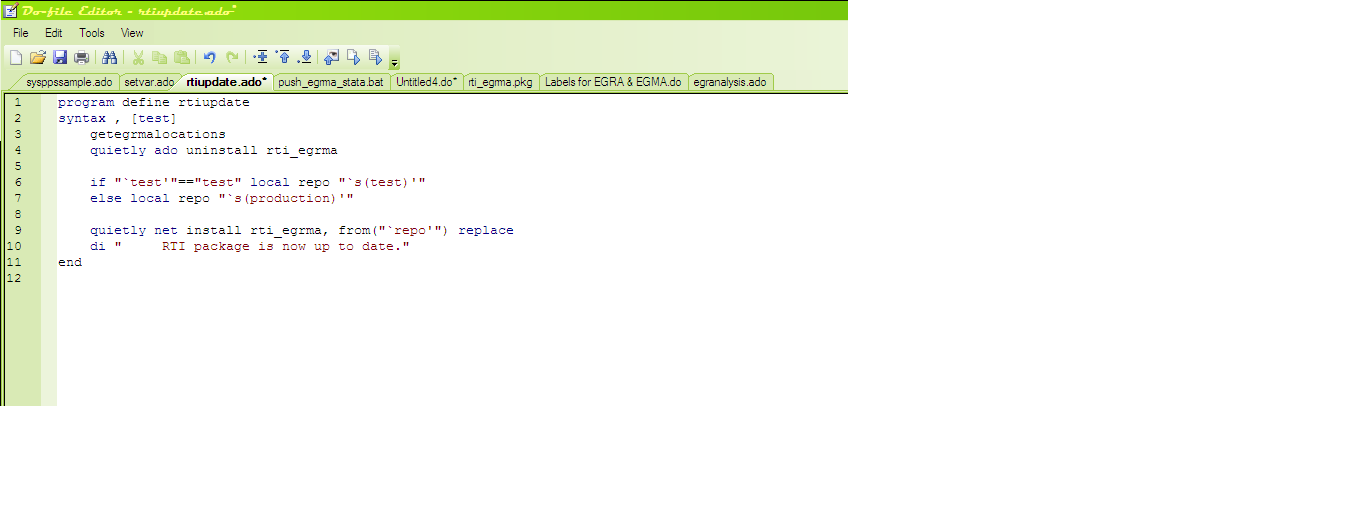 Do-file Editor - rtiupdate.ado*
File Edit Tools View
sysppssample.ado setvar.ado rtiupdate.ado* push_egma_stata.bat Untitled4.do* rti_egma.pkg Labels for EGRA & EGMA.do egranalysis.ado
1 program define rtiupdate
2 syntax , [test]
3 getegrmalocations
4 quietly ado uninstall rti_egrma
5
6 if "`test'"=="test" local repo "`s(test)'"
7 else local repo "`s(production)'"
8
9 quietly net install rti_egrma, from("`repo'") replace
10 di " RTI package is now up to date."
11 end
12